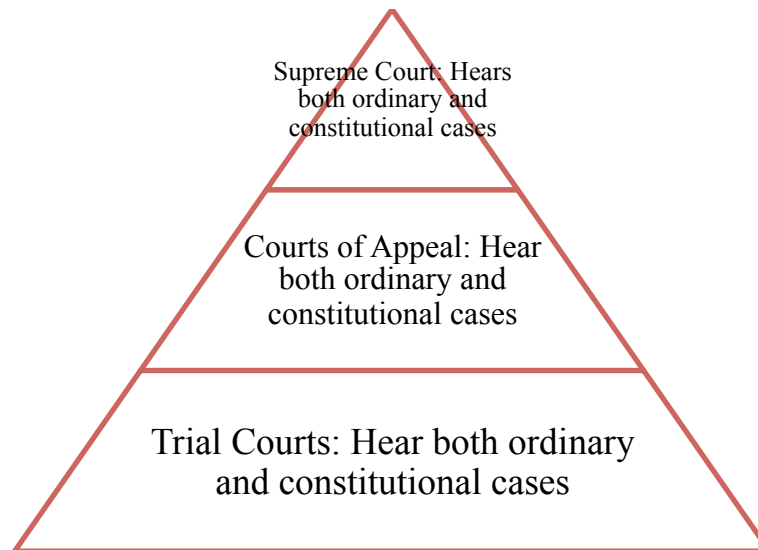 Supreme Court: Hears
both ordinary and
constitutional cases
Courts of Appeal: Hear
both ordinary and
constitutional cases
Trial Courts: Hear both ordinary
and constitutional cases